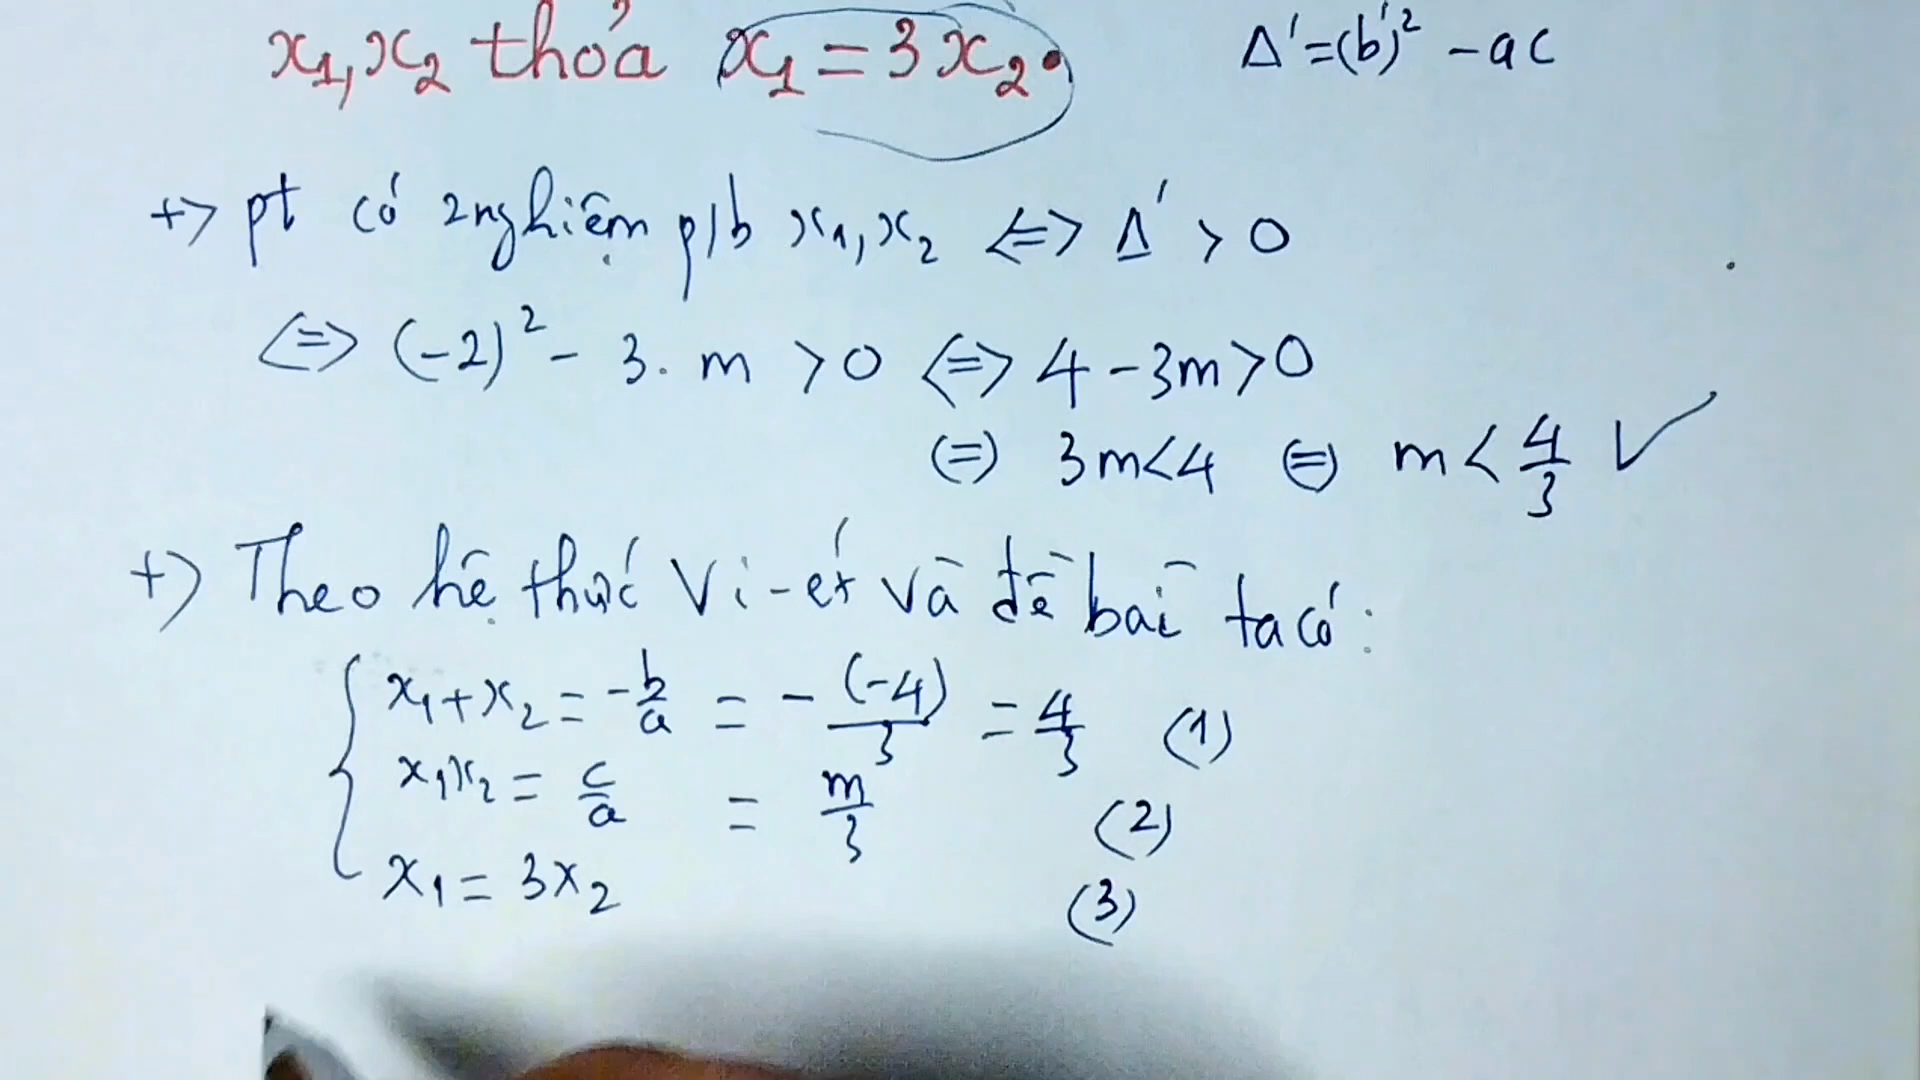 x₁, x₂ thỏa x₁ = 3x₂. Δ' = (b')² - ac
+> pt có 2 nghiệm p/b x₁, x₂ <=> Δ' > 0
<=> (-2)² - 3. m > 0 <=> 4 - 3m > 0
<=> 3m < 4 <=> m < 4/3 ✓
+) Theo hệ thức Vi-ét và đề bài ta có:
{ x₁ + x₂ = -b/a = -(-4)/3 = 4/3 (1)
x₁x₂ = c/a = m/3 (2)
x₁ = 3x₂ (3)